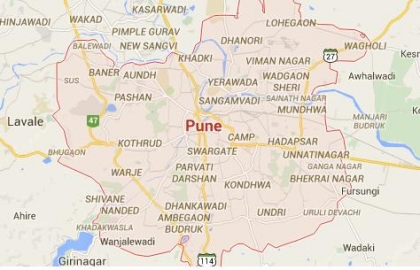 KASARWADI
HINJAWADI
WAKAD
LOHEGAON
PIMPLE GURAV
NEW SANGVI
DHANORI
BALEWADI
WAGHOLI
KHADKI
VIMAN NAGAR
27
BANER
AUNDH
SUS
YERAWADA
WADGAON
SHERI
Awhalwadi
PASHAN
SANGAMVADI
SAINATH NAGAR
MUNDHWA
Lavale
47
Pune
MANJARI
BUDRUK
CAMP
KOTHRUD
HADAPSAR
BHUGAON
SWARGATE
UNNATINAGAR
WARJE
PARVATI
DARSHAN
GANGA NAGAR
BHEKRAI NAGAR
KONDHWA
Fursungi
SHIVANE
NANDED
DHANKAWADI
UNDRI
URULI DEVACHI
Ahire
AMBEGAON
BUDRUK
KHADAKWASLA
Wanjalewadi
Wadaki
Girinagar
114